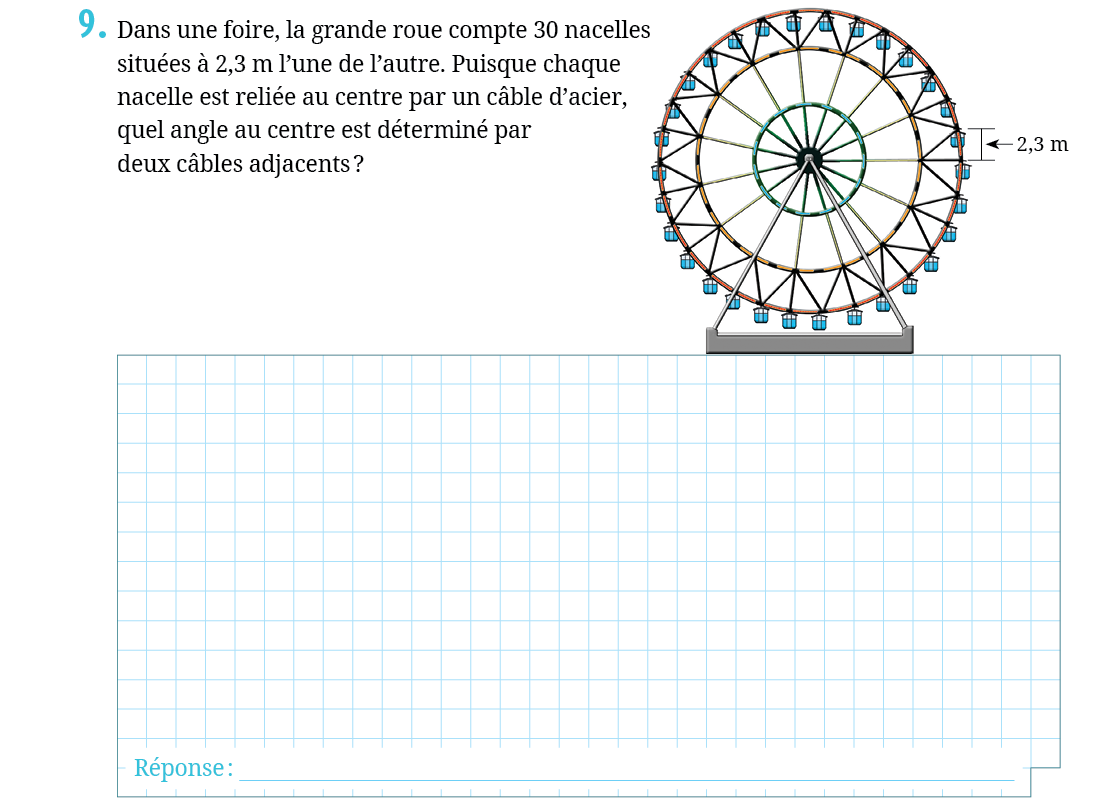 9. Dans une foire, la grande roue compte 30 nacelles
situées à 2,3 m l’une de l’autre. Puisque chaque
nacelle est reliée au centre par un câble d’acier,
quel angle au centre est déterminé par
deux câbles adjacents ?
2,3 m
Réponse :